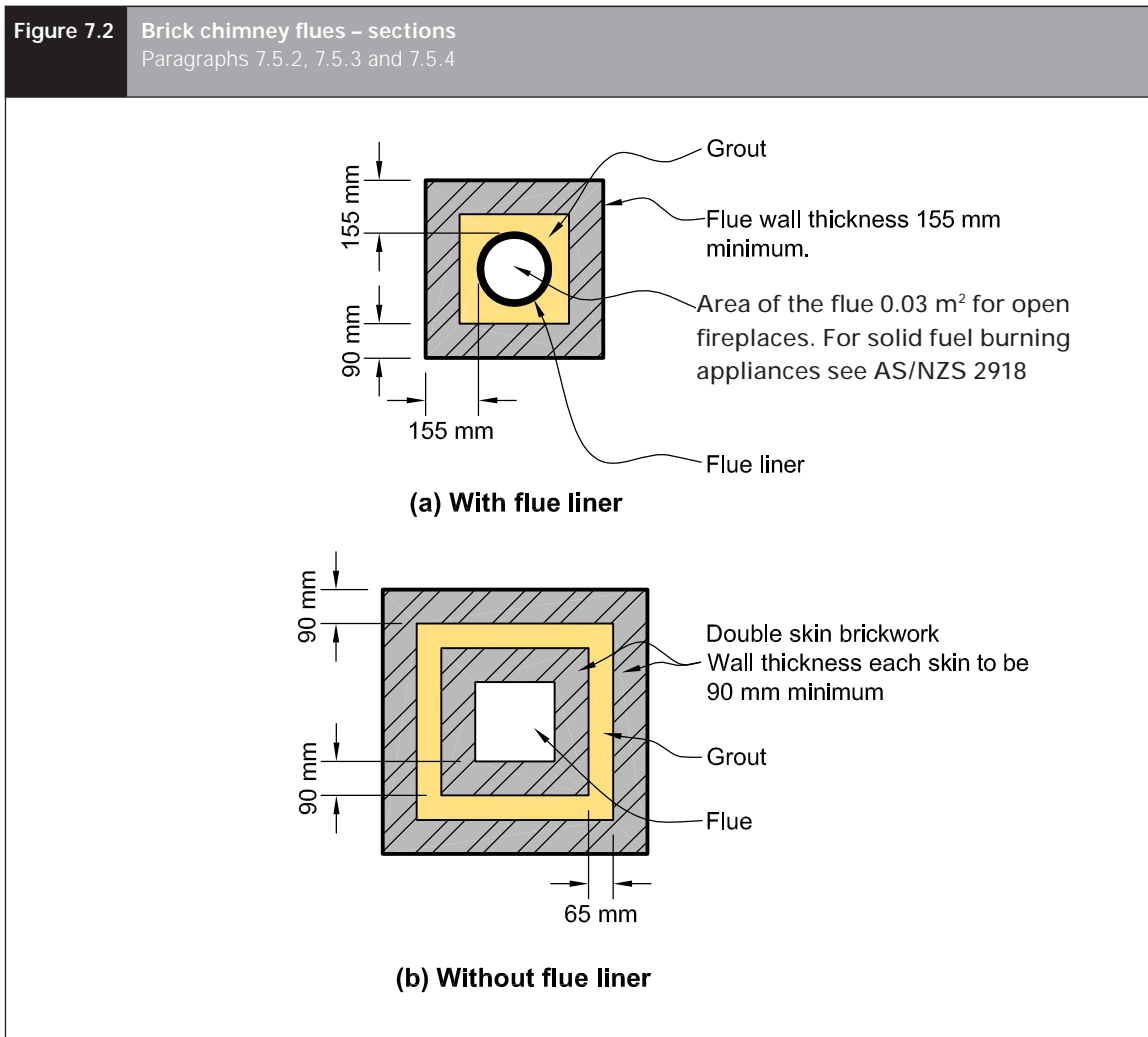 Figure 7.2
Brick chimney flues – sections
Paragraphs 7.5.2, 7.5.3 and 7.5.4
Grout
155 mm
Flue wall thickness 155 mm
minimum.
Area of the flue 0.03 m² for open
fireplaces. For solid fuel burning
appliances see AS/NZS 2918
90 mm
155 mm
Flue liner
(a) With flue liner
90 mm
Double skin brickwork
Wall thickness each skin to be
90 mm minimum
Grout
90 mm
Flue
65 mm
(b) Without flue liner